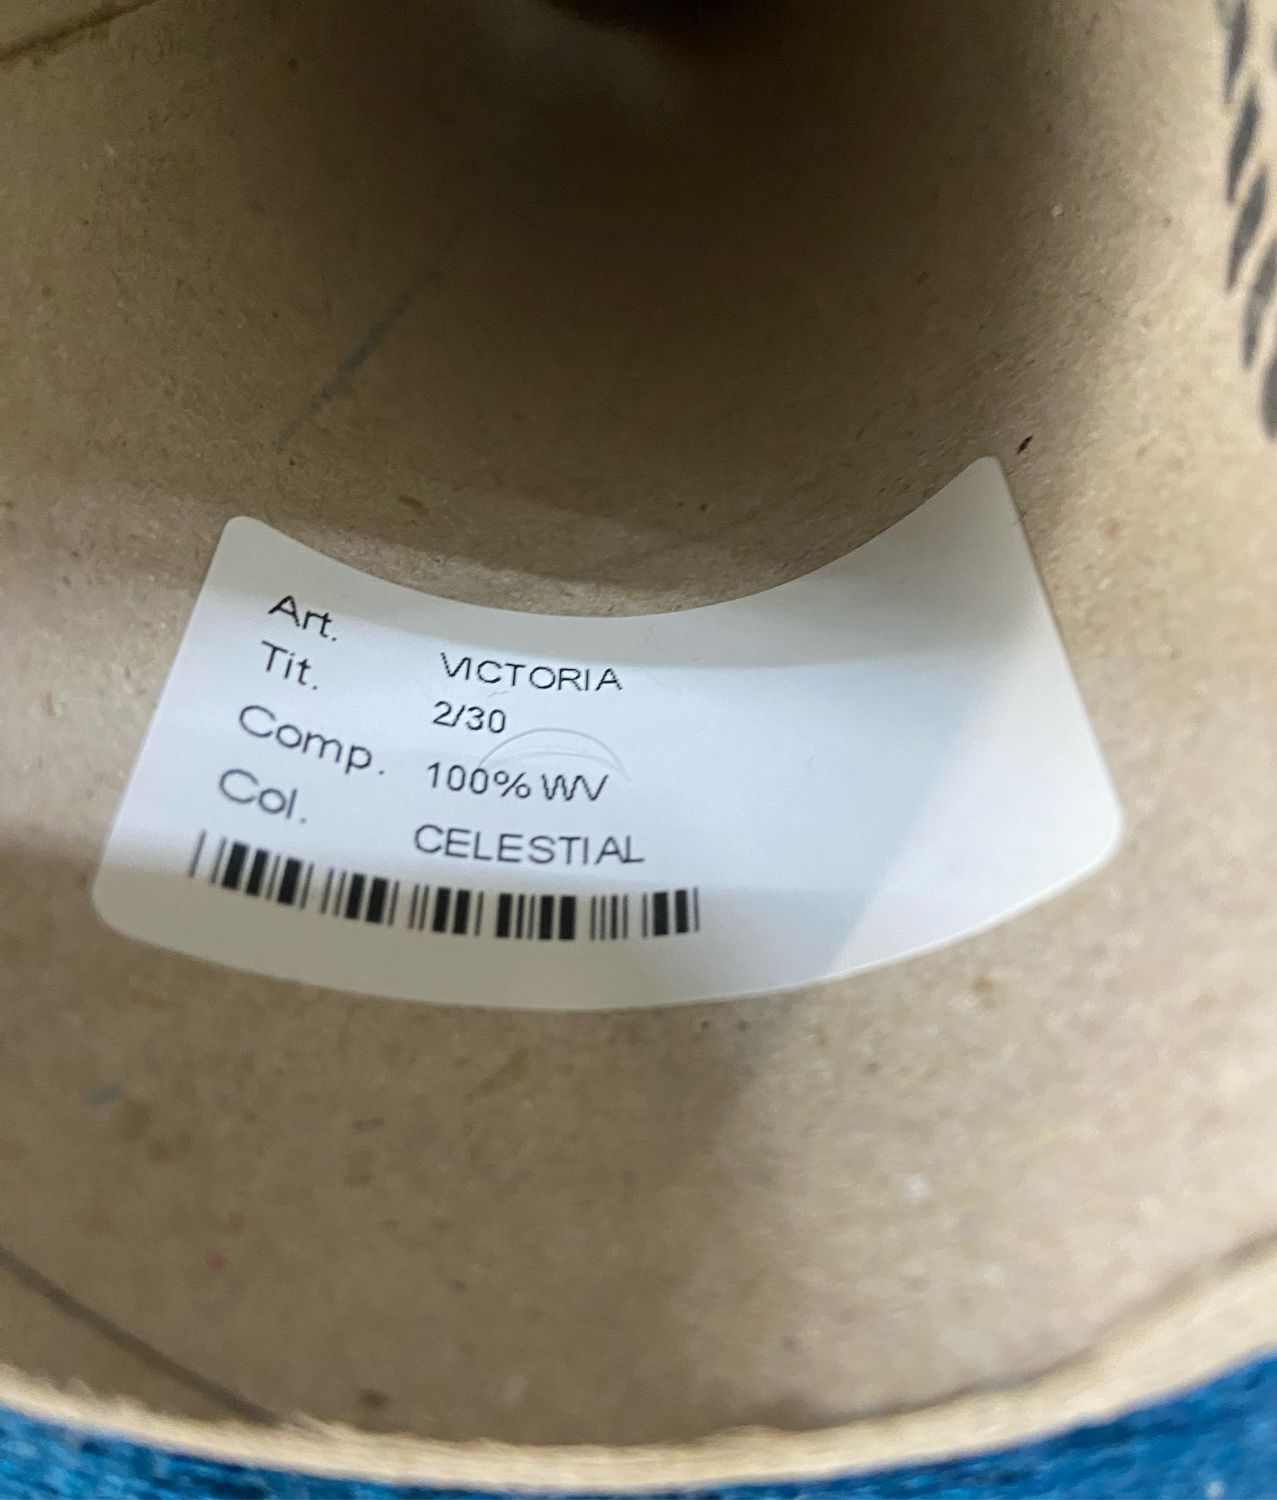 Art. VICTORIA
Tit. 2/30
Comp. 100% WV
Col. CELESTIAL